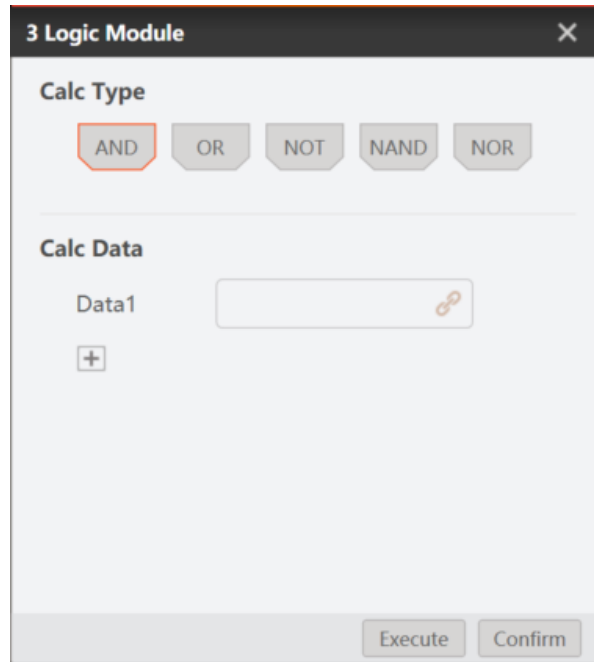 3 Logic Module
Calc Type
AND OR NOT NAND NOR
Calc Data
Data1
Execute Confirm